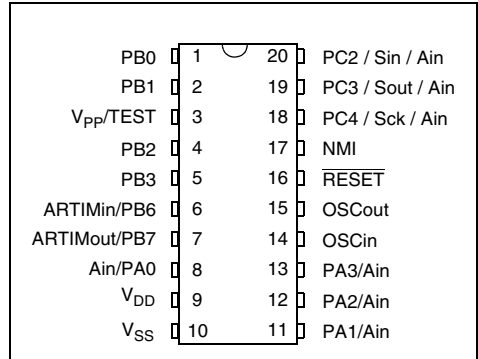 PB0 1 20 PC2 / Sin / Ain
PB1 2 19 PC3 / Sout / Ain
VPP/TEST 3 18 PC4 / Sck / Ain
PB2 4 17 NMI
PB3 5 16 RESET
ARTIMin/PB6 6 15 OSCout
ARTIMout/PB7 7 14 OSCin
Ain/PA0 8 13 PA3/Ain
VDD 9 12 PA2/Ain
VSS 10 11 PA1/Ain